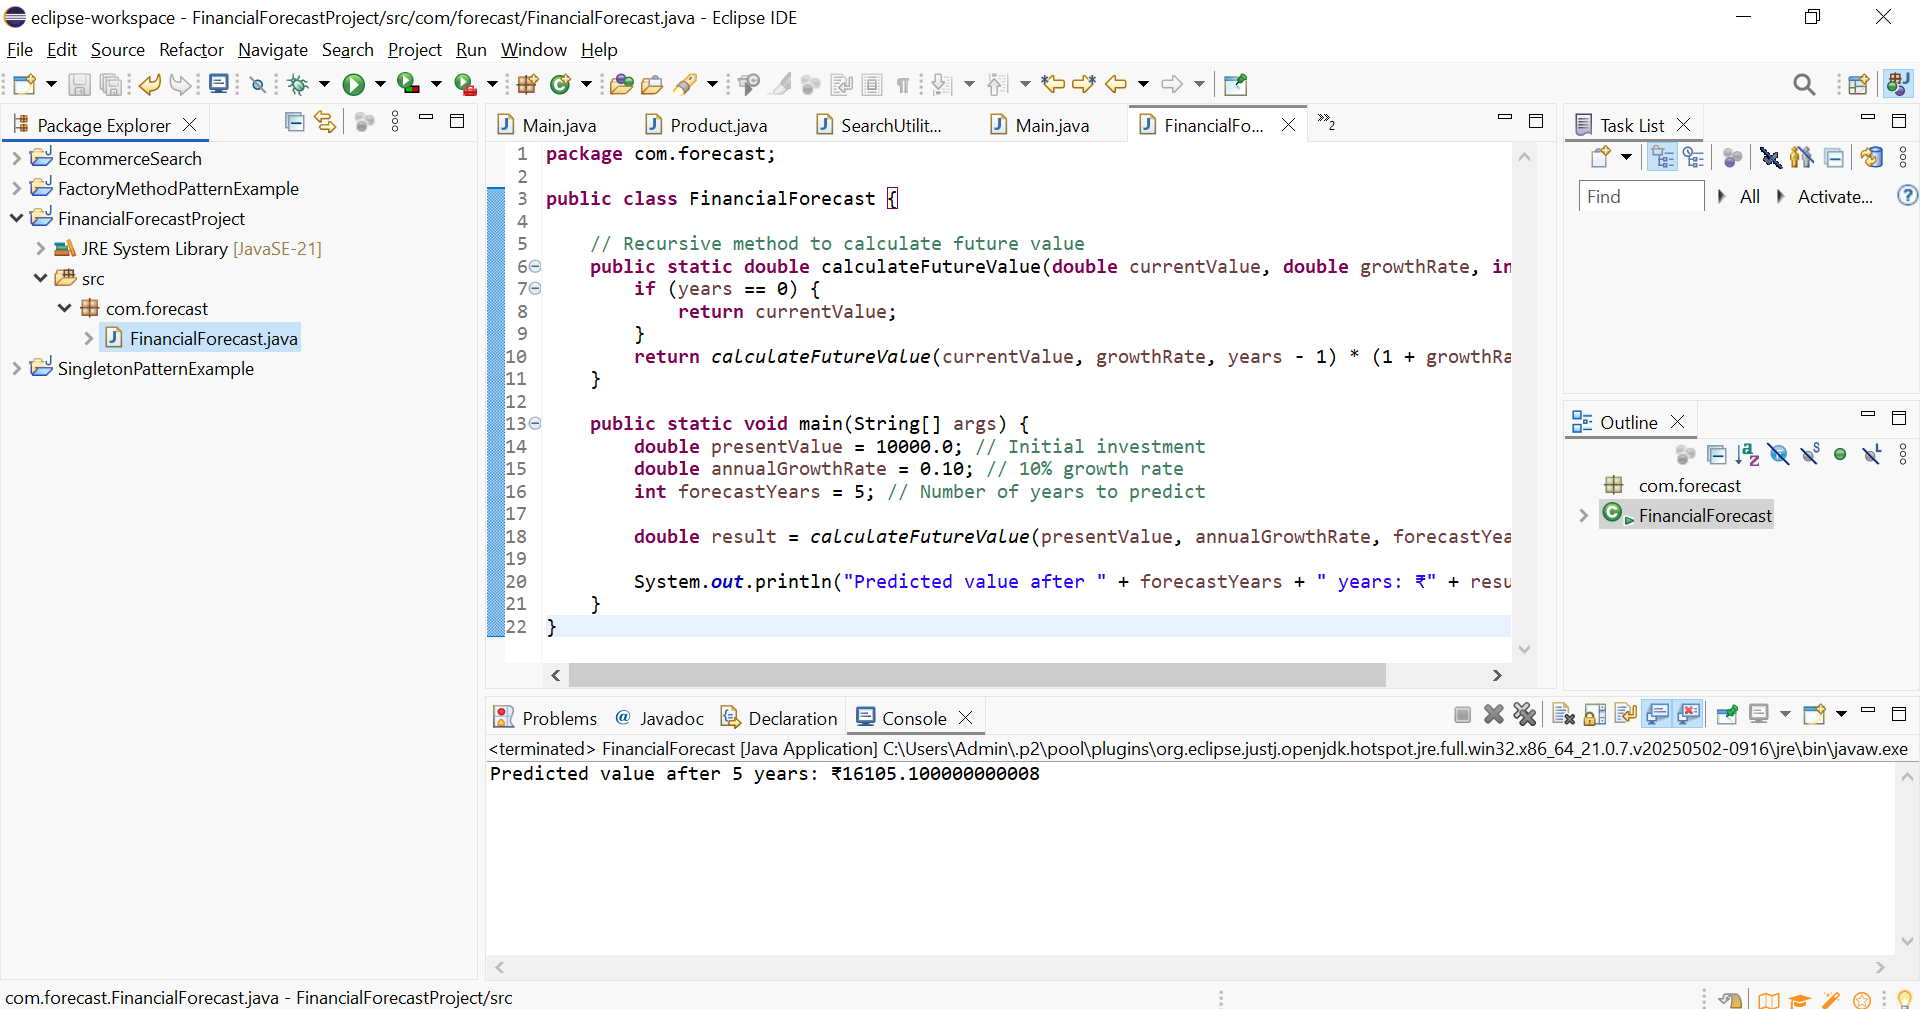 eclipse-workspace - FinancialForecastProject/src/com/forecast/FinancialForecast.java - Eclipse IDE
File Edit Source Refactor Navigate Search Project Run Window Help
Package Explorer
EcommerceSearch
FactoryMethodPatternExample
FinancialForecastProject
JRE System Library [JavaSE-21]
src
com.forecast
FinancialForecast.java
SingletonPatternExample
Main.java Product.java SearchUtilit... Main.java FinancialFo... »2
1 package com.forecast;
2
3 public class FinancialForecast {
4
5 // Recursive method to calculate future value
6 public static double calculateFutureValue(double currentValue, double growthRate, in
7 if (years == 0) {
8 return currentValue;
9 }
10 return calculateFutureValue(currentValue, growthRate, years - 1) * (1 + growthRa
11 }
12
13 public static void main(String[] args) {
14 double presentValue = 10000.0; // Initial investment
15 double annualGrowthRate = 0.10; // 10% growth rate
16 int forecastYears = 5; // Number of years to predict
17
18 double result = calculateFutureValue(presentValue, annualGrowthRate, forecastYea
19
20 System.out.println("Predicted value after " + forecastYears + " years: ₹" + resu
21 }
22 }
Task List
Find All Activate...
Outline
com.forecast
FinancialForecast
Problems Javadoc Declaration Console
<terminated> FinancialForecast [Java Application] C:\Users\Admin\.p2\pool\plugins\org.eclipse.justj.openjdk.hotspot.jre.full.win32.x86_64_21.0.7.v20250502-0916\jre\bin\javaw.exe
Predicted value after 5 years: ₹16105.100000000008
com.forecast.FinancialForecast.java - FinancialForecastProject/src